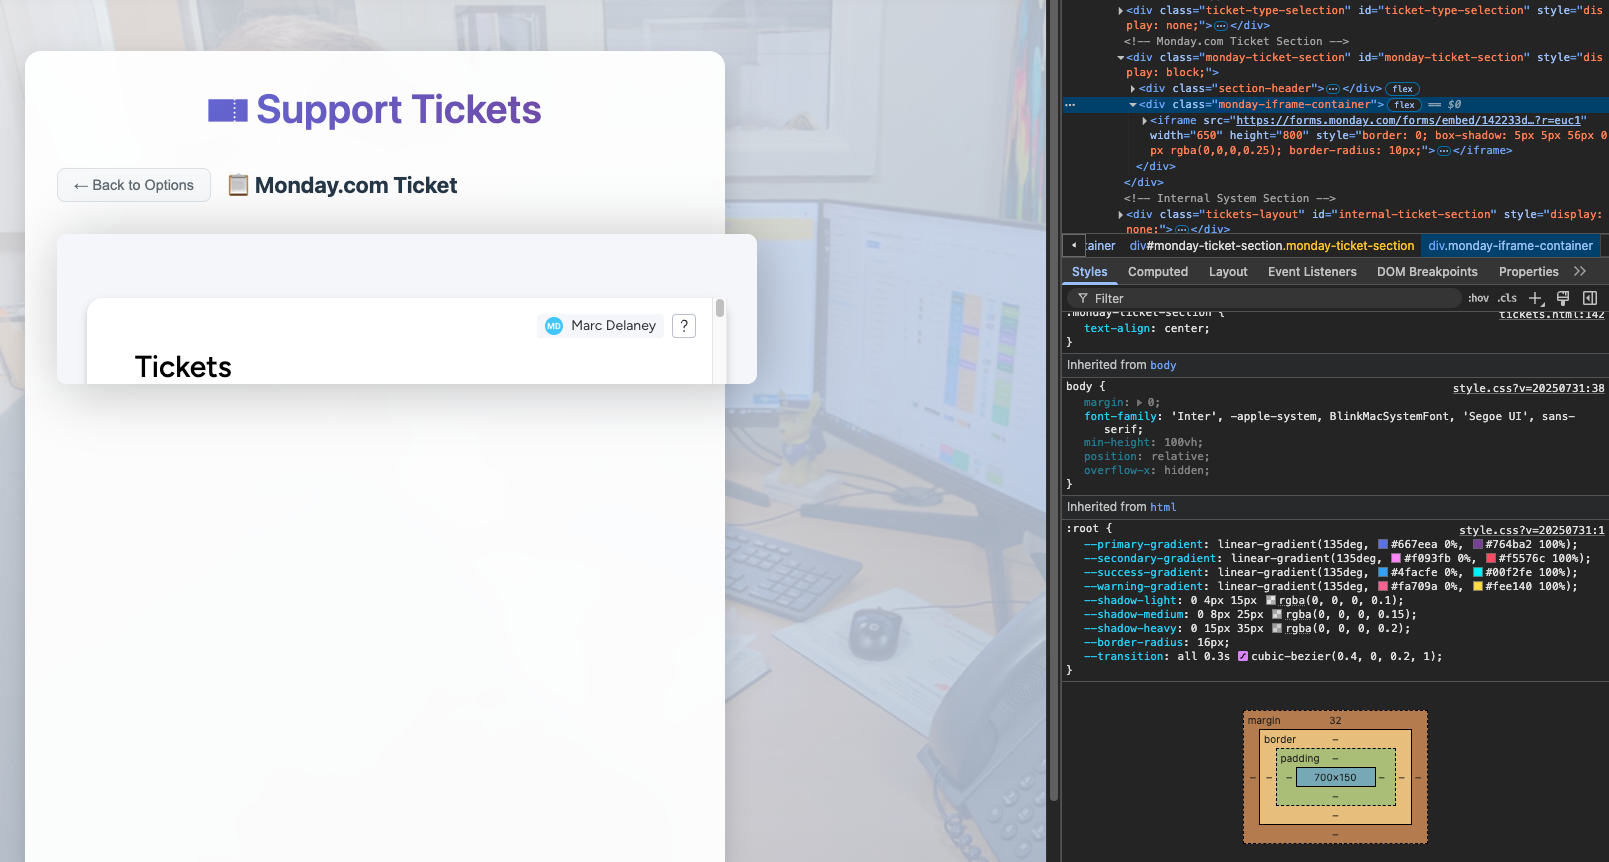 Support Tickets
← Back to Options
Monday.com Ticket
MD Marc Delaney ?
Tickets
<div class="ticket-type-selection" id="ticket-type-selection" style="dis
play: none;">…</div>
<!-- Monday.com Ticket Section -->
<div class="monday-ticket-section" id="monday-ticket-section" style="dis
play: block;">
<div class="section-header">…</div> flex
… <div class="monday-iframe-container"> flex == $0
<iframe src="https://forms.monday.com/forms/embed/142233d…?r=euc1"
width="650" height="800" style="border: 0; box-shadow: 5px 5px 56px 0
px rgba(0,0,0,0.25); border-radius: 10px;">…</iframe>
</div>
</div>
<!-- Internal System Section -->
<div class="tickets-layout" id="internal-ticket-section" style="display:
none;">…</div>
tainer div#monday-ticket-section.monday-ticket-section div.monday-iframe-container
Styles Computed Layout Event Listeners DOM Breakpoints Properties
Filter :hov .cls
.monday-ticket-section { tickets.html:142
text-align: center;
}
Inherited from body
body { style.css?v=20250731:38
margin: 0;
font-family: 'Inter', -apple-system, BlinkMacSystemFont, 'Segoe UI', sans-
serif;
min-height: 100vh;
position: relative;
overflow-x: hidden;
}
Inherited from html
:root { style.css?v=20250731:1
--primary-gradient: linear-gradient(135deg, #667eea 0%, #764ba2 100%);
--secondary-gradient: linear-gradient(135deg, #f093fb 0%, #f5576c 100%);
--success-gradient: linear-gradient(135deg, #4facfe 0%, #00f2fe 100%);
--warning-gradient: linear-gradient(135deg, #fa709a 0%, #fee140 100%);
--shadow-light: 0 4px 15px rgba(0, 0, 0, 0.1);
--shadow-medium: 0 8px 25px rgba(0, 0, 0, 0.15);
--shadow-heavy: 0 15px 35px rgba(0, 0, 0, 0.2);
--border-radius: 16px;
--transition: all 0.3s cubic-bezier(0.4, 0, 0.2, 1);
}
margin 32
border –
padding –
– – – 700×150 – – –
–
–
–